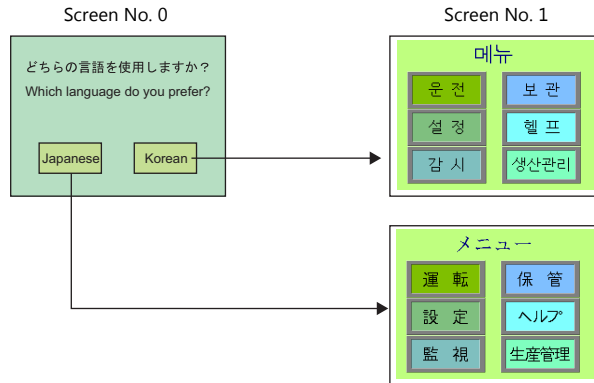 Screen No. 0
どちらの言語を使用しますか？
Which language do you prefer?
Japanese
Korean
Screen No. 1
메뉴
운 전
보 관
설 정
헬 프
감 시
생산관리
メニュー
運 転
保 管
設 定
ヘルプ
監 視
生産管理